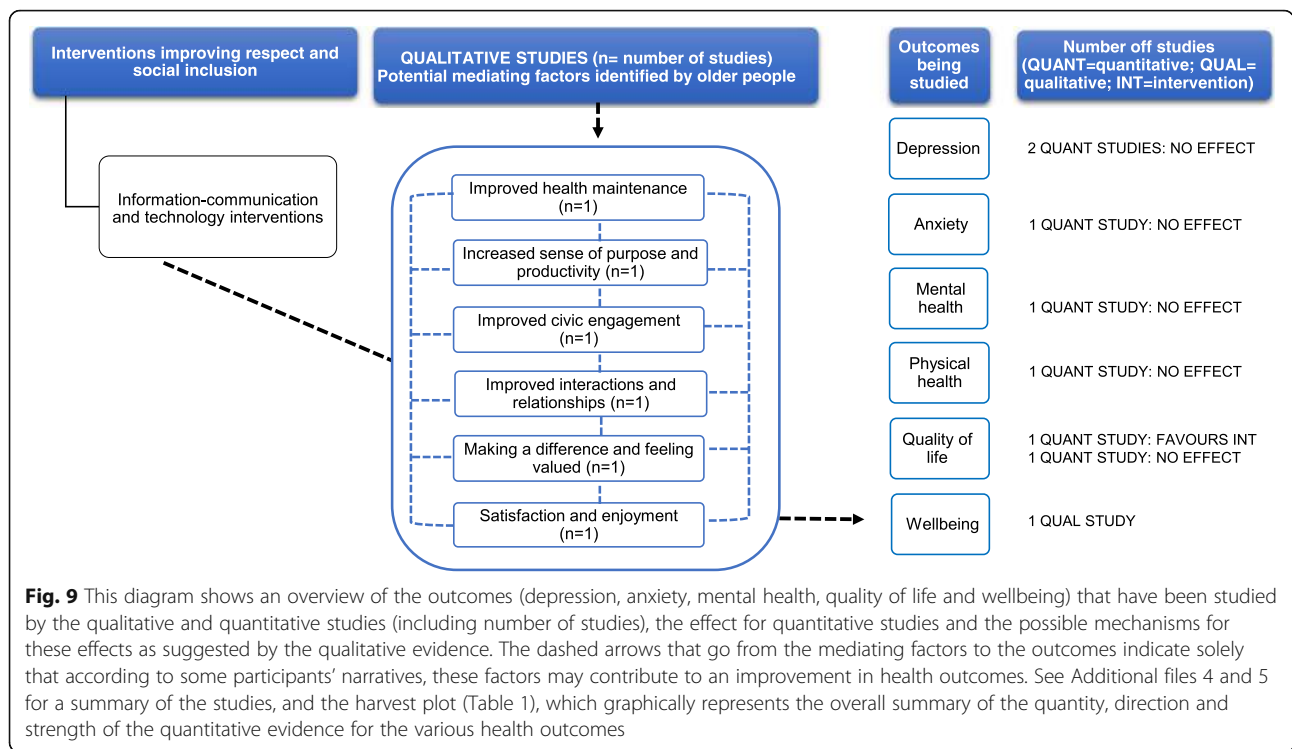 Interventions improving respect and
social inclusion
QUALITATIVE STUDIES (n= number of studies)
Potential mediating factors identified by older people
Outcomes
being
studied
Number off studies
(QUANT=quantitative; QUAL=
qualitative; INT=intervention)
Information-communication
and technology interventions
Improved health maintenance
(n=1)
Increased sense of purpose and
productivity (n=1)
Improved civic engagement
(n=1)
Improved interactions and
relationships (n=1)
Making a difference and feeling
valued (n=1)
Satisfaction and enjoyment
(n=1)
Depression
2 QUANT STUDIES: NO EFFECT
Anxiety
1 QUANT STUDY: NO EFFECT
Mental
health
1 QUANT STUDY: NO EFFECT
Physical
health
1 QUANT STUDY: NO EFFECT
Quality of
life
1 QUANT STUDY: FAVOURS INT
1 QUANT STUDY: NO EFFECT
Wellbeing
1 QUAL STUDY
Fig. 9 This diagram shows an overview of the outcomes (depression, anxiety, mental health, quality of life and wellbeing) that have been studied
by the qualitative and quantitative studies (including number of studies), the effect for quantitative studies and the possible mechanisms for
these effects as suggested by the qualitative evidence. The dashed arrows that go from the mediating factors to the outcomes indicate solely
that according to some participants' narratives, these factors may contribute to an improvement in health outcomes. See Additional files 4 and 5
for a summary of the studies, and the harvest plot (Table 1), which graphically represents the overall summary of the quantity, direction and
strength of the quantitative evidence for the various health outcomes